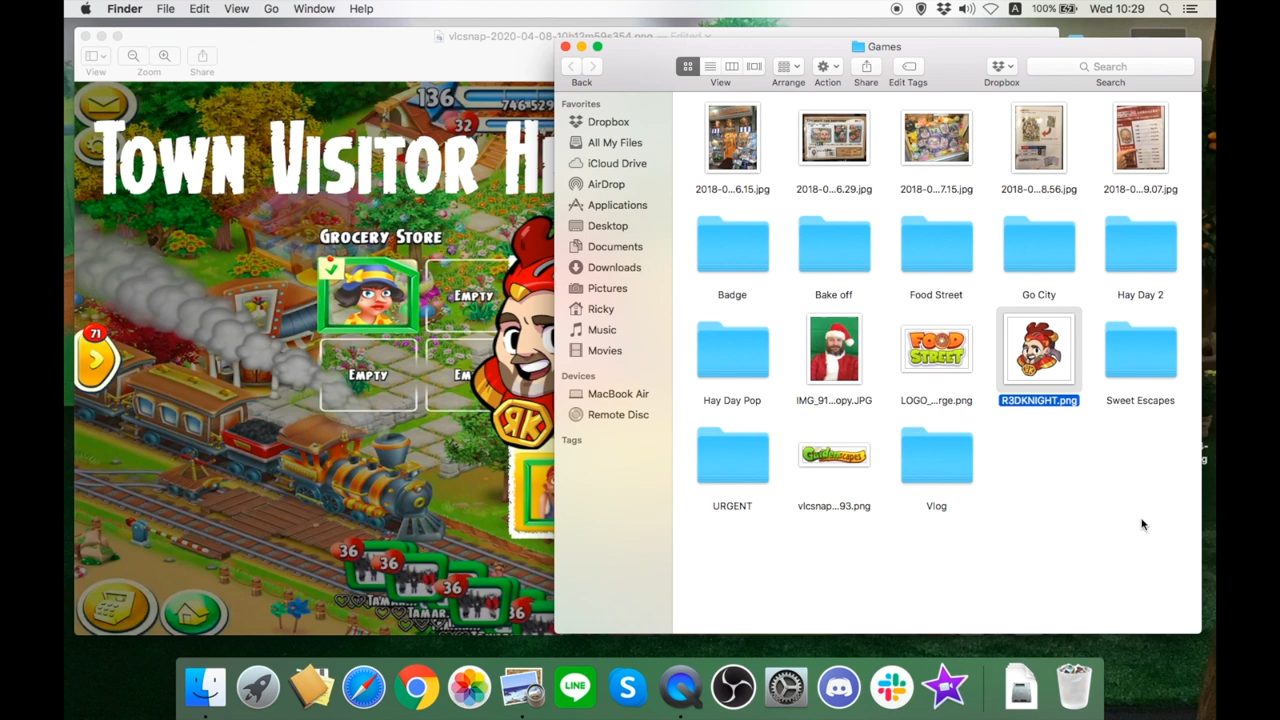 Finder File Edit View Go Window Help
A 100% Wed 10:29
vlcsnap-2020-04-08-10h12m59s354.png — Edited
View Zoom Share
136 746 529
32
TOWN VISITOR
GROCERY STORE
EMPTY
EMPTY
71
RK
36
36
36
36
Games
Back View Arrange Action Share Edit Tags Dropbox Search
Search
Favorites
Dropbox
All My Files
iCloud Drive
AirDrop
Applications
Desktop
Documents
Downloads
Pictures
Ricky
Music
Movies
Devices
MacBook Air
Remote Disc
Tags
2018-0...6.15.jpg 2018-0...6.29.jpg 2018-0...7.15.jpg 2018-0...8.56.jpg 2018-0...9.07.jpg
Badge Bake off Food Street Go City Hay Day 2
FOOD
STREET
Hay Day Pop IMG_91...opy.JPG LOGO_...rge.png R3DKNIGHT.png Sweet Escapes
Gardenscapes
URGENT vlcsnap...93.png Vlog
LINE
S